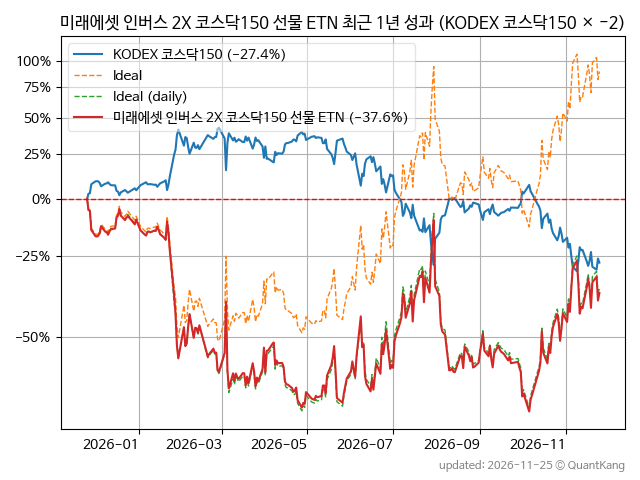 미래에셋 인버스 2X 코스닥150 선물 ETN 최근 1년 성과 (KODEX 코스닥150 × −2)
KODEX 코스닥150 (−27.4%)
Ideal
Ideal (daily)
미래에셋 인버스 2X 코스닥150 선물 ETN (−37.6%)
100%
75%
50%
25%
0%
−25%
−50%
2026-01
2026-03
2026-05
2026-07
2026-09
2026-11
updated: 2026-11-25 © QuantKang